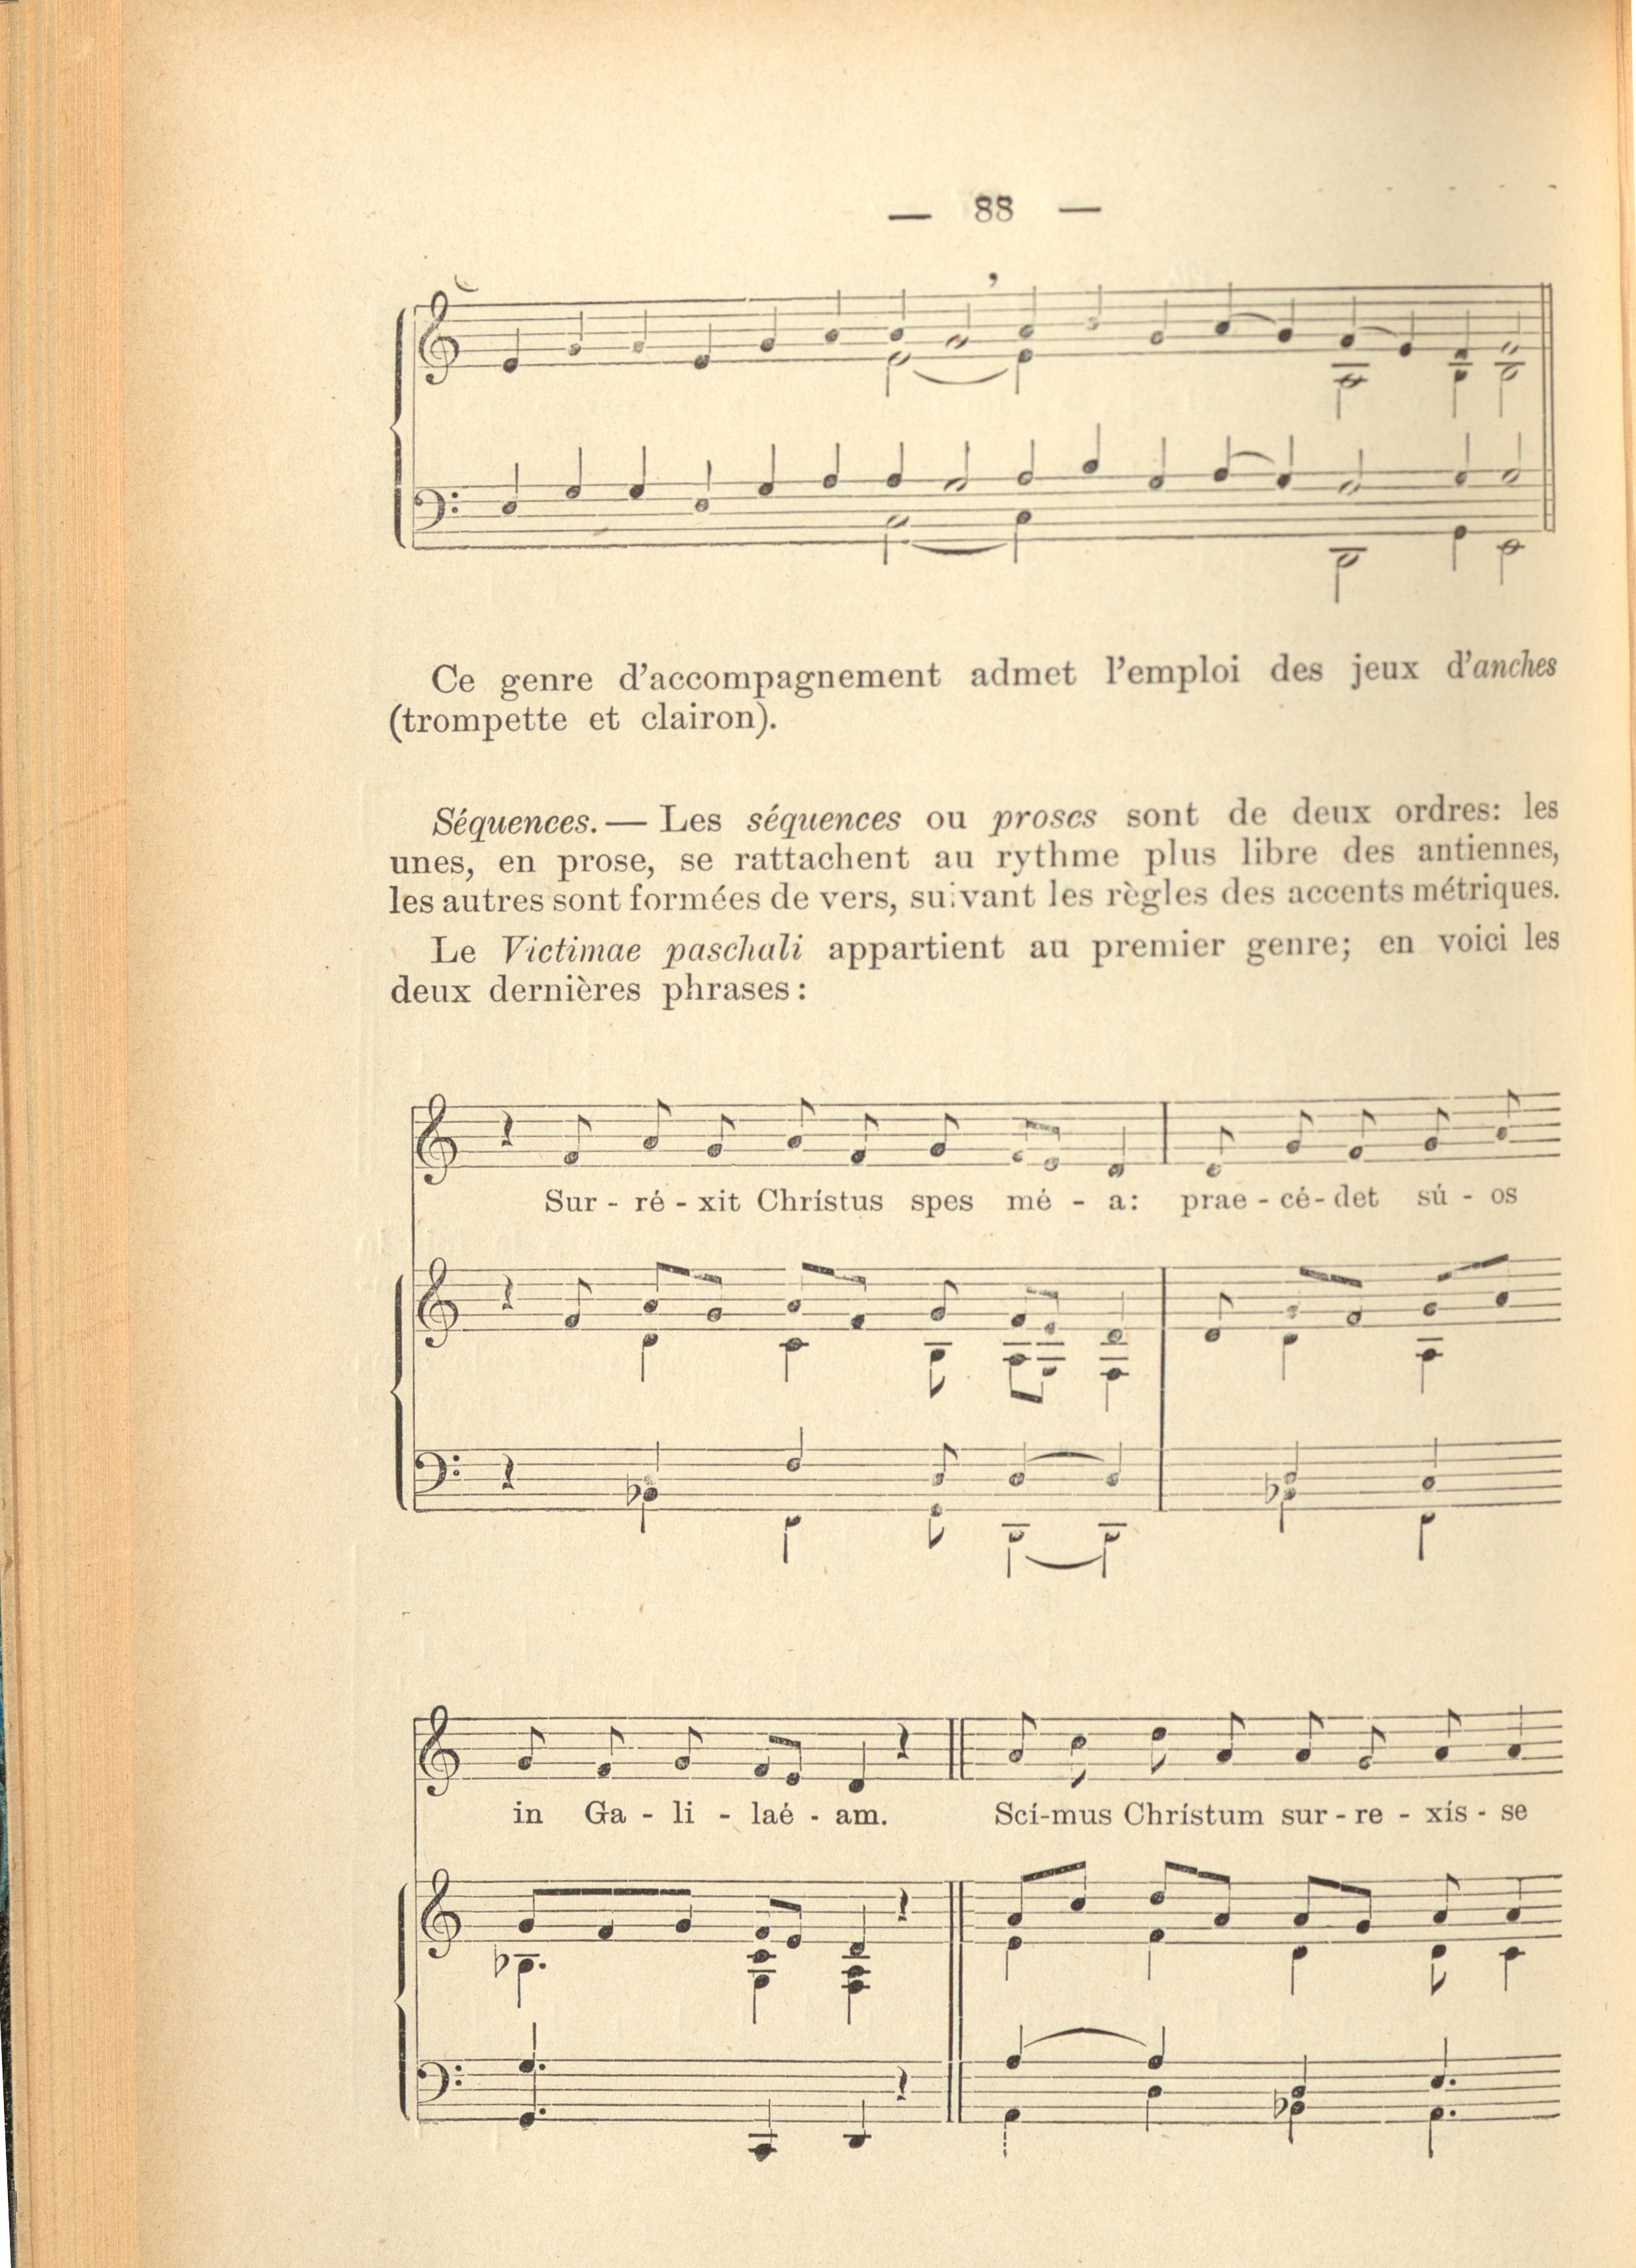 — 88 —
Ce genre d'accompagnement admet l'emploi des jeux d'anches
(trompette et clairon).
Séquences.— Les séquences ou proses sont de deux ordres: les
unes, en prose, se rattachent au rythme plus libre des antiennes,
les autres sont formées de vers, suivant les règles des accents métriques.
Le Victimae paschali appartient au premier genre; en voici les
deux dernières phrases:
Sur - ré - xit Chrístus spes mé - a: prae - cé - det sú - os
in Ga - li - laé - am. Scí-mus Chrístum sur - re - xís - se